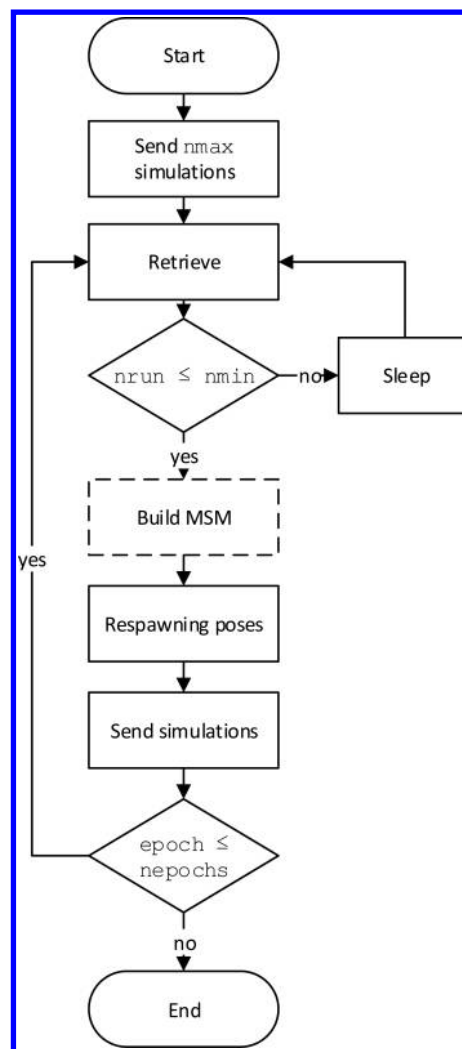 Start
Send nmax
simulations
Retrieve
nrun ≤ nmin
no
Sleep
yes
Build MSM
yes
Respawning poses
Send simulations
epoch ≤
nepochs
no
End